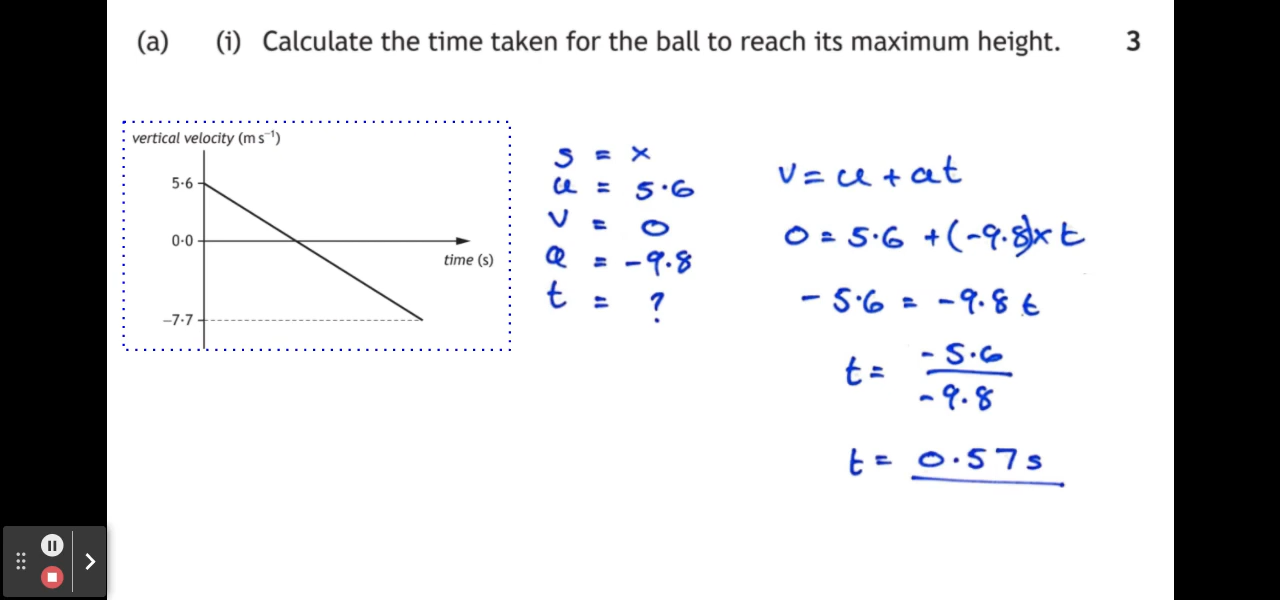 (a) (i) Calculate the time taken for the ball to reach its maximum height. 3
vertical velocity (m s⁻¹)
5·6
0·0
time (s)
–7·7
s = x
u = 5·6
v = 0
a = -9.8
t = ?
v = u + at
0 = 5·6 + (-9.8) x t
- 5·6 = -9.8 t
t = -5.6 / -9.8
t = 0.57 s